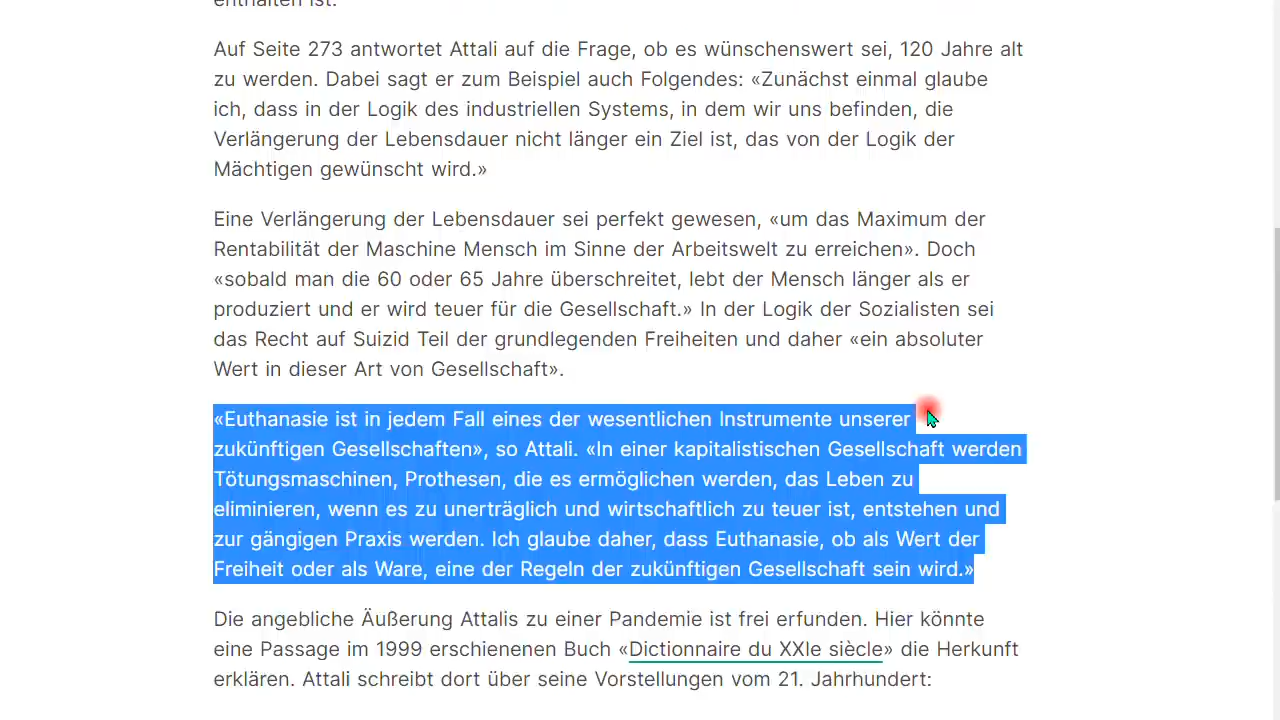 enthalten ist.
Auf Seite 273 antwortet Attali auf die Frage, ob es wünschenswert sei, 120 Jahre alt
zu werden. Dabei sagt er zum Beispiel auch Folgendes: «Zunächst einmal glaube
ich, dass in der Logik des industriellen Systems, in dem wir uns befinden, die
Verlängerung der Lebensdauer nicht länger ein Ziel ist, das von der Logik der
Mächtigen gewünscht wird.»
Eine Verlängerung der Lebensdauer sei perfekt gewesen, «um das Maximum der
Rentabilität der Maschine Mensch im Sinne der Arbeitswelt zu erreichen». Doch
«sobald man die 60 oder 65 Jahre überschreitet, lebt der Mensch länger als er
produziert und er wird teuer für die Gesellschaft.» In der Logik der Sozialisten sei
das Recht auf Suizid Teil der grundlegenden Freiheiten und daher «ein absoluter
Wert in dieser Art von Gesellschaft».
«Euthanasie ist in jedem Fall eines der wesentlichen Instrumente unserer
zukünftigen Gesellschaften», so Attali. «In einer kapitalistischen Gesellschaft werden
Tötungsmaschinen, Prothesen, die es ermöglichen werden, das Leben zu
eliminieren, wenn es zu unerträglich und wirtschaftlich zu teuer ist, entstehen und
zur gängigen Praxis werden. Ich glaube daher, dass Euthanasie, ob als Wert der
Freiheit oder als Ware, eine der Regeln der zukünftigen Gesellschaft sein wird.»
Die angebliche Äußerung Attalis zu einer Pandemie ist frei erfunden. Hier könnte
eine Passage im 1999 erschienenen Buch «Dictionnaire du XXIe siècle» die Herkunft
erklären. Attali schreibt dort über seine Vorstellungen vom 21. Jahrhundert: